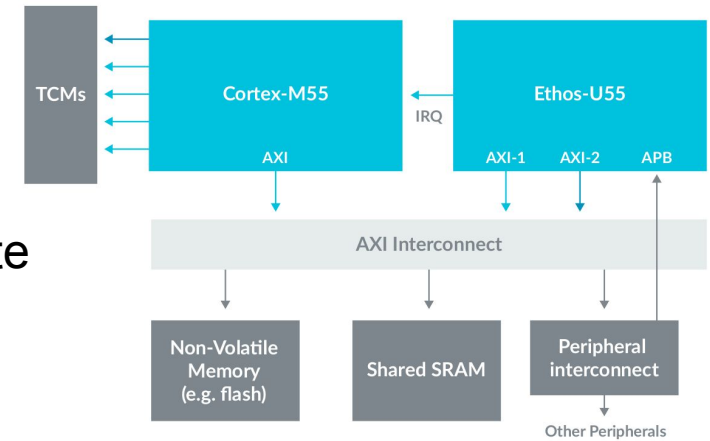 TCMs
Cortex-M55
Ethos-U55
IRQ
AXI
AXI-1
AXI-2
APB
AXI Interconnect
Non-Volatile
Memory
(e.g. flash)
Shared SRAM
Peripheral
interconnect
Other Peripherals